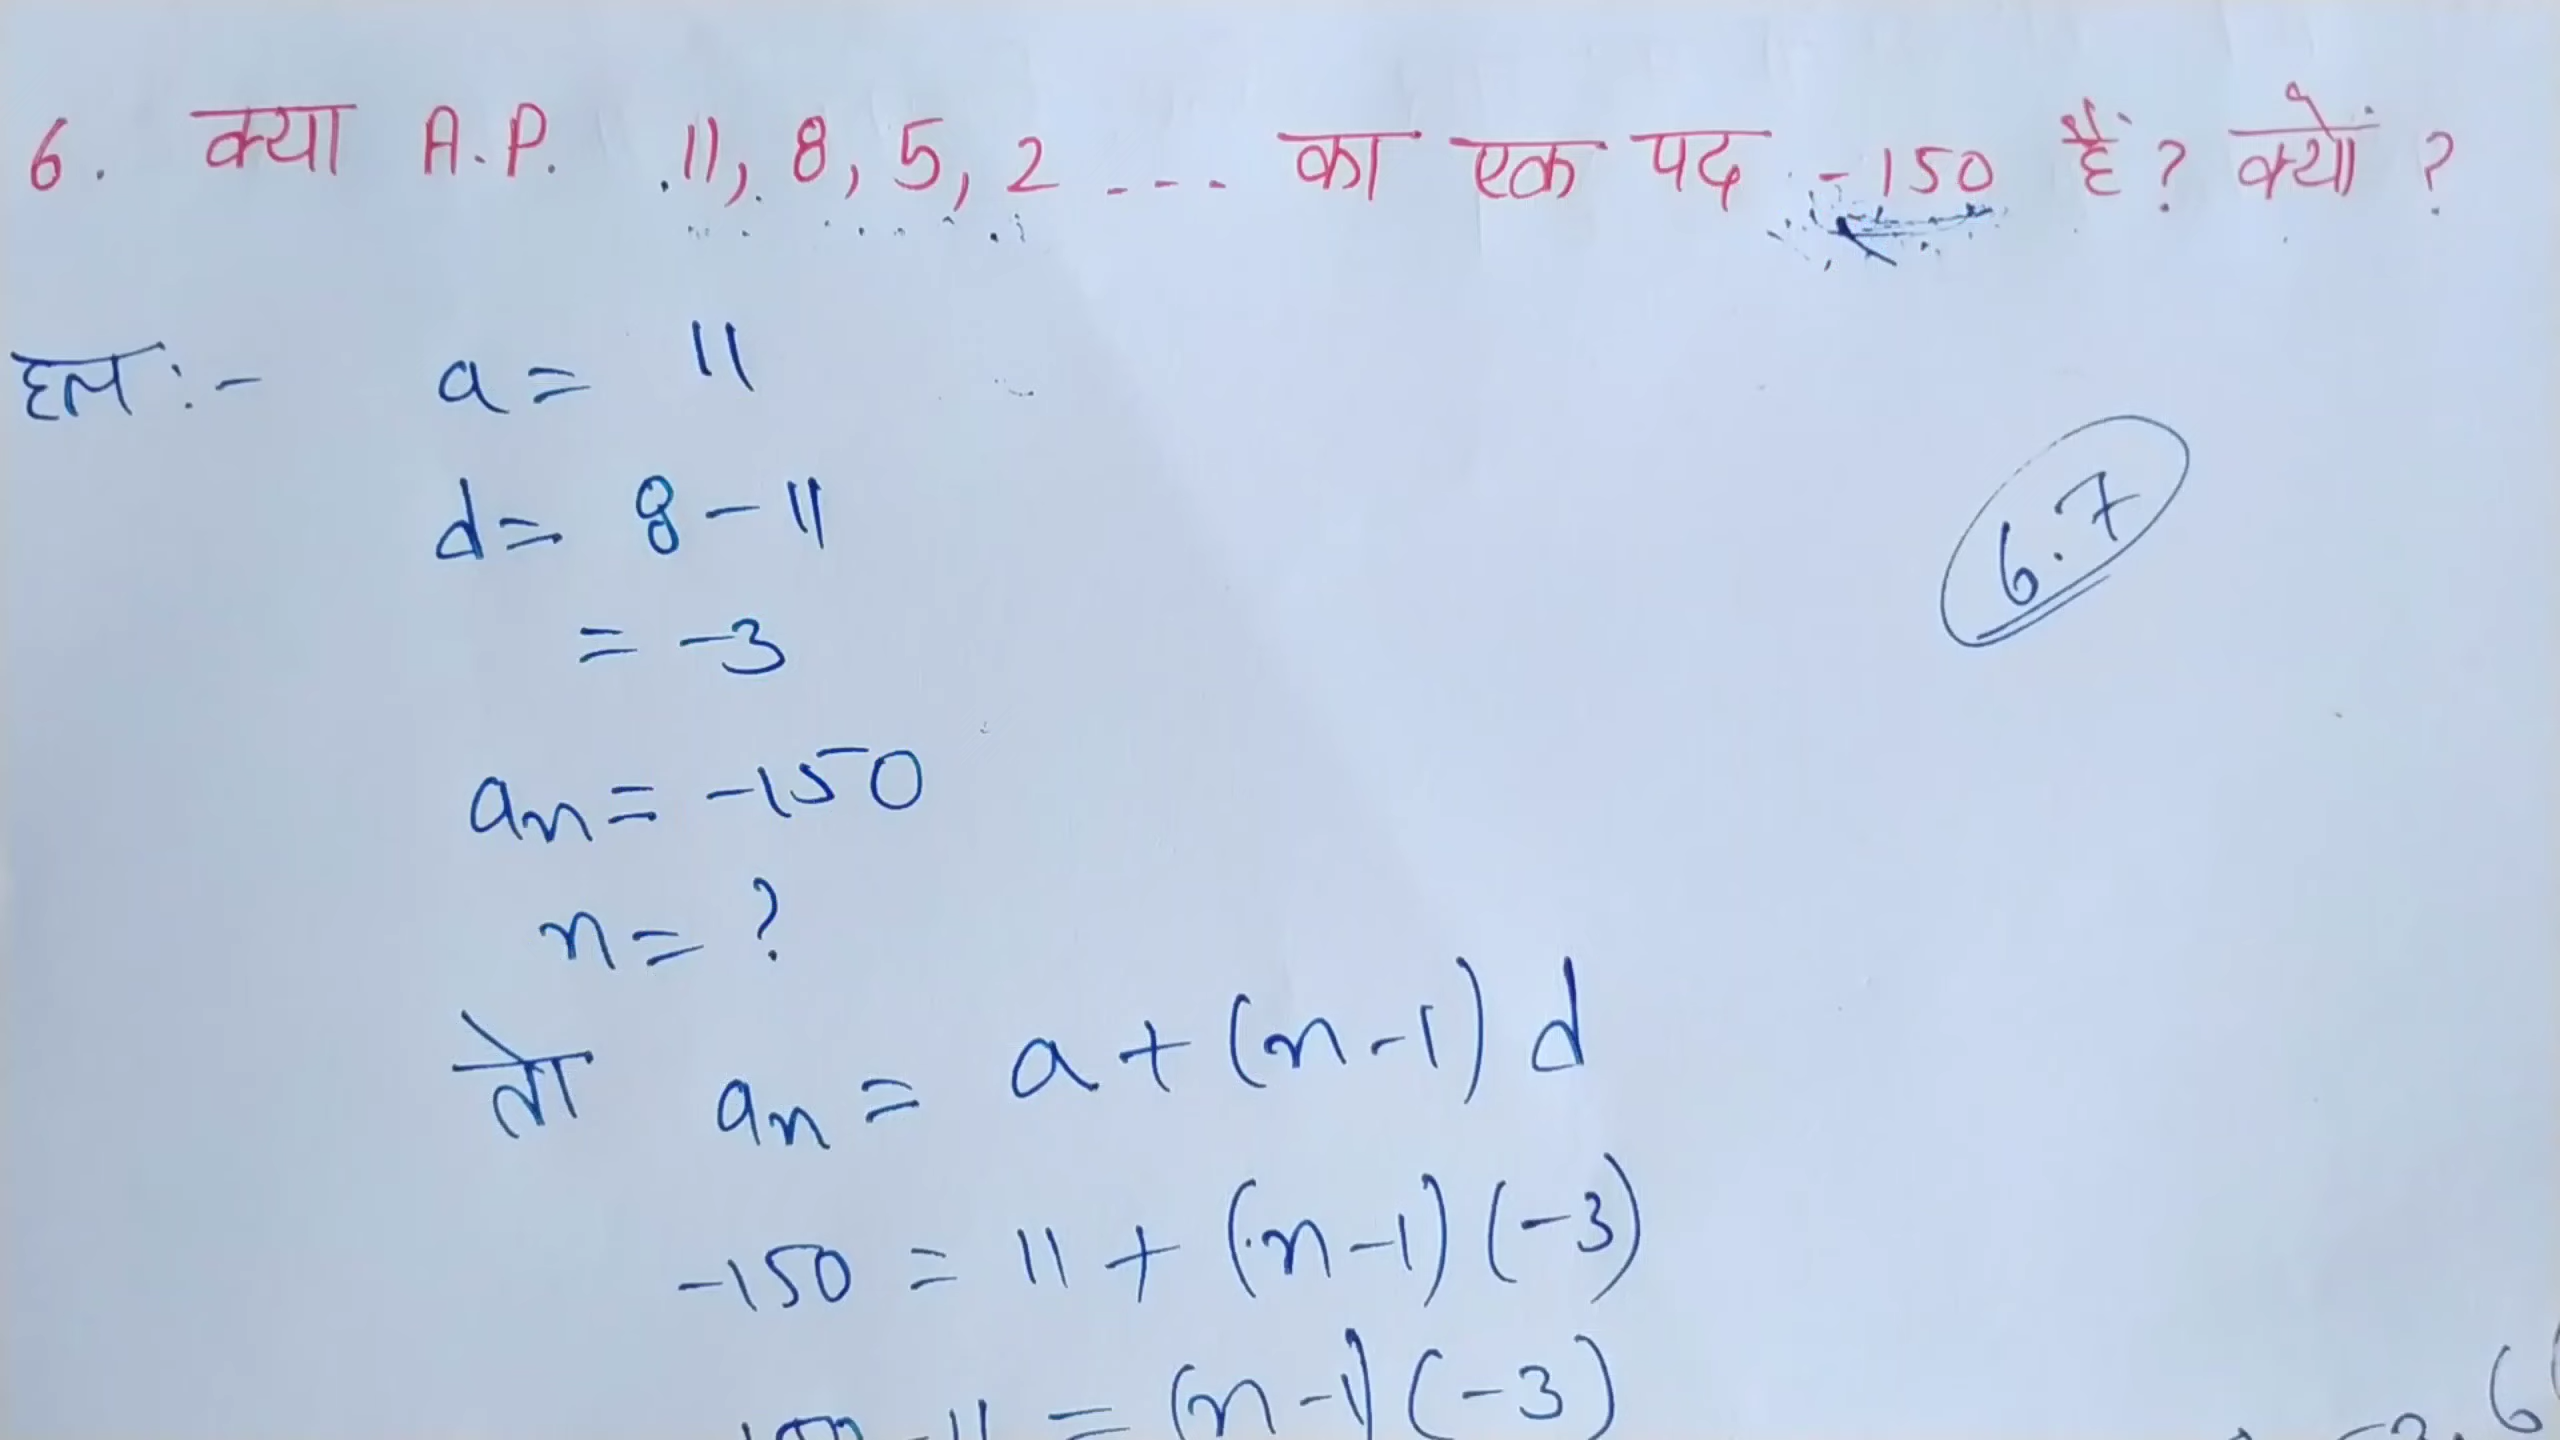 6. क्या A.P. 11, 8, 5, 2 --- का एक पद -150 हैं? क्यों ?
हल :- a = 11
d = 8 - 11
= -3
6.7
an = -150
n = ?
तो an = a + (n-1) d
-150 = 11 + (n-1) (-3)
-11 = (n-1) (-3)